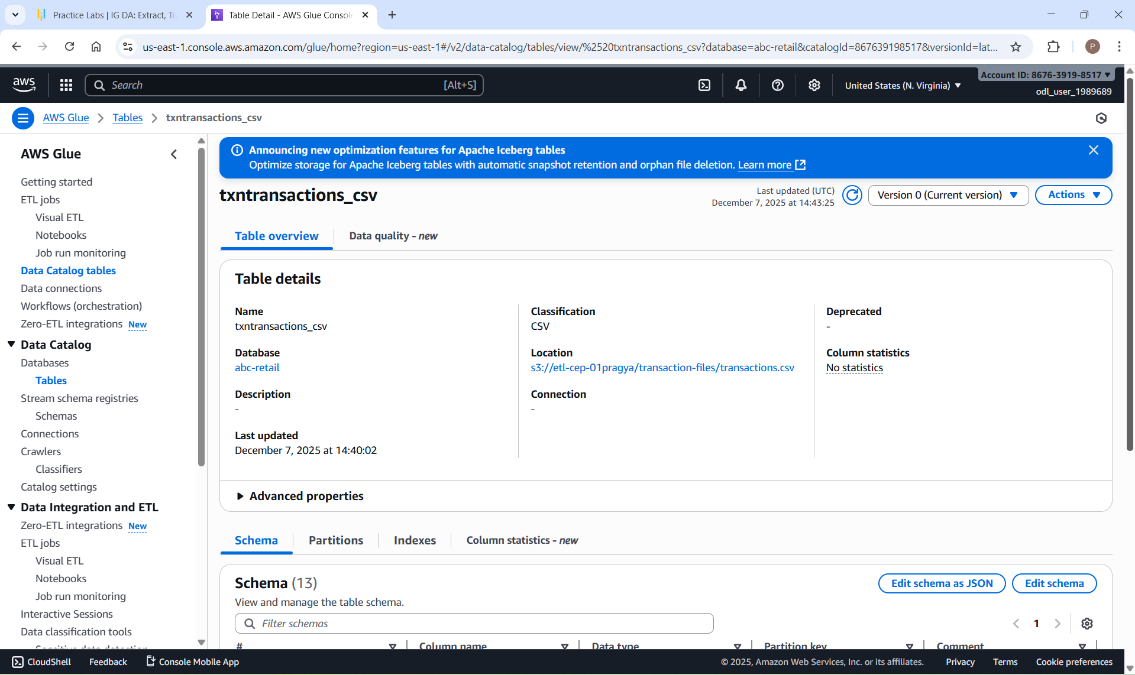 Practice Labs | IG DA: Extract, Tr
Table Detail - AWS Glue Consol
us-east-1.console.aws.amazon.com/glue/home?region=us-east-1#/v2/data-catalog/tables/view/%2520txntransactions_csv?database=abc-retail&catalogId=867639198517&versionId=lat...
P
aws
Search
[Alt+S]
United States (N. Virginia)
Account ID: 8676-3919-8517
odl_user_1989689
AWS Glue
Tables
txntransactions_csv
AWS Glue
Getting started
ETL jobs
Visual ETL
Notebooks
Job run monitoring
Data Catalog tables
Data connections
Workflows (orchestration)
Zero-ETL integrations New
Data Catalog
Databases
Tables
Stream schema registries
Schemas
Connections
Crawlers
Classifiers
Catalog settings
Data Integration and ETL
Zero-ETL integrations New
ETL jobs
Visual ETL
Notebooks
Job run monitoring
Interactive Sessions
Data classification tools
Announcing new optimization features for Apache Iceberg tables
Optimize storage for Apache Iceberg tables with automatic snapshot retention and orphan file deletion. Learn more
txntransactions_csv
Last updated (UTC)
December 7, 2025 at 14:43:25
Version 0 (Current version)
Actions
Table overview
Data quality - new
Table details
Name
txntransactions_csv
Database
abc-retail
Description
-
Last updated
December 7, 2025 at 14:40:02
Classification
CSV
Location
s3://etl-cep-01pragya/transaction-files/transactions.csv
Connection
-
Deprecated
-
Column statistics
No statistics
Advanced properties
Schema
Partitions
Indexes
Column statistics - new
Schema (13)
View and manage the table schema.
Edit schema as JSON
Edit schema
Filter schemas
1
#
Column name
Data type
Partition key
Comment
CloudShell
Feedback
Console Mobile App
© 2025, Amazon Web Services, Inc. or its affiliates.
Privacy
Terms
Cookie preferences